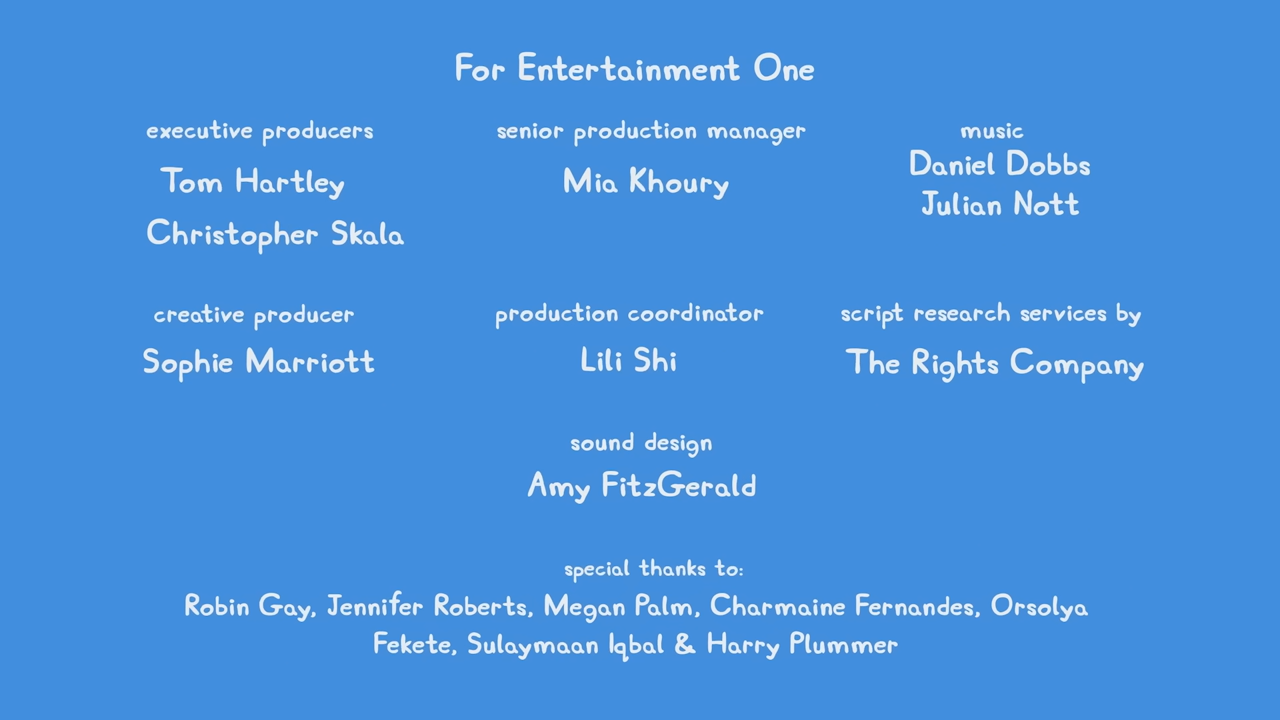 For Entertainment One
executive producers
Tom Hartley
Christopher Skala
senior production manager
Mia Khoury
music
Daniel Dobbs
Julian Nott
creative producer
Sophie Marriott
production coordinator
Lili Shi
script research services by
The Rights Company
sound design
Amy FitzGerald
special thanks to:
Robin Gay, Jennifer Roberts, Megan Palm, Charmaine Fernandes, Orsolya
Fekete, Sulaymaan Iqbal & Harry Plummer